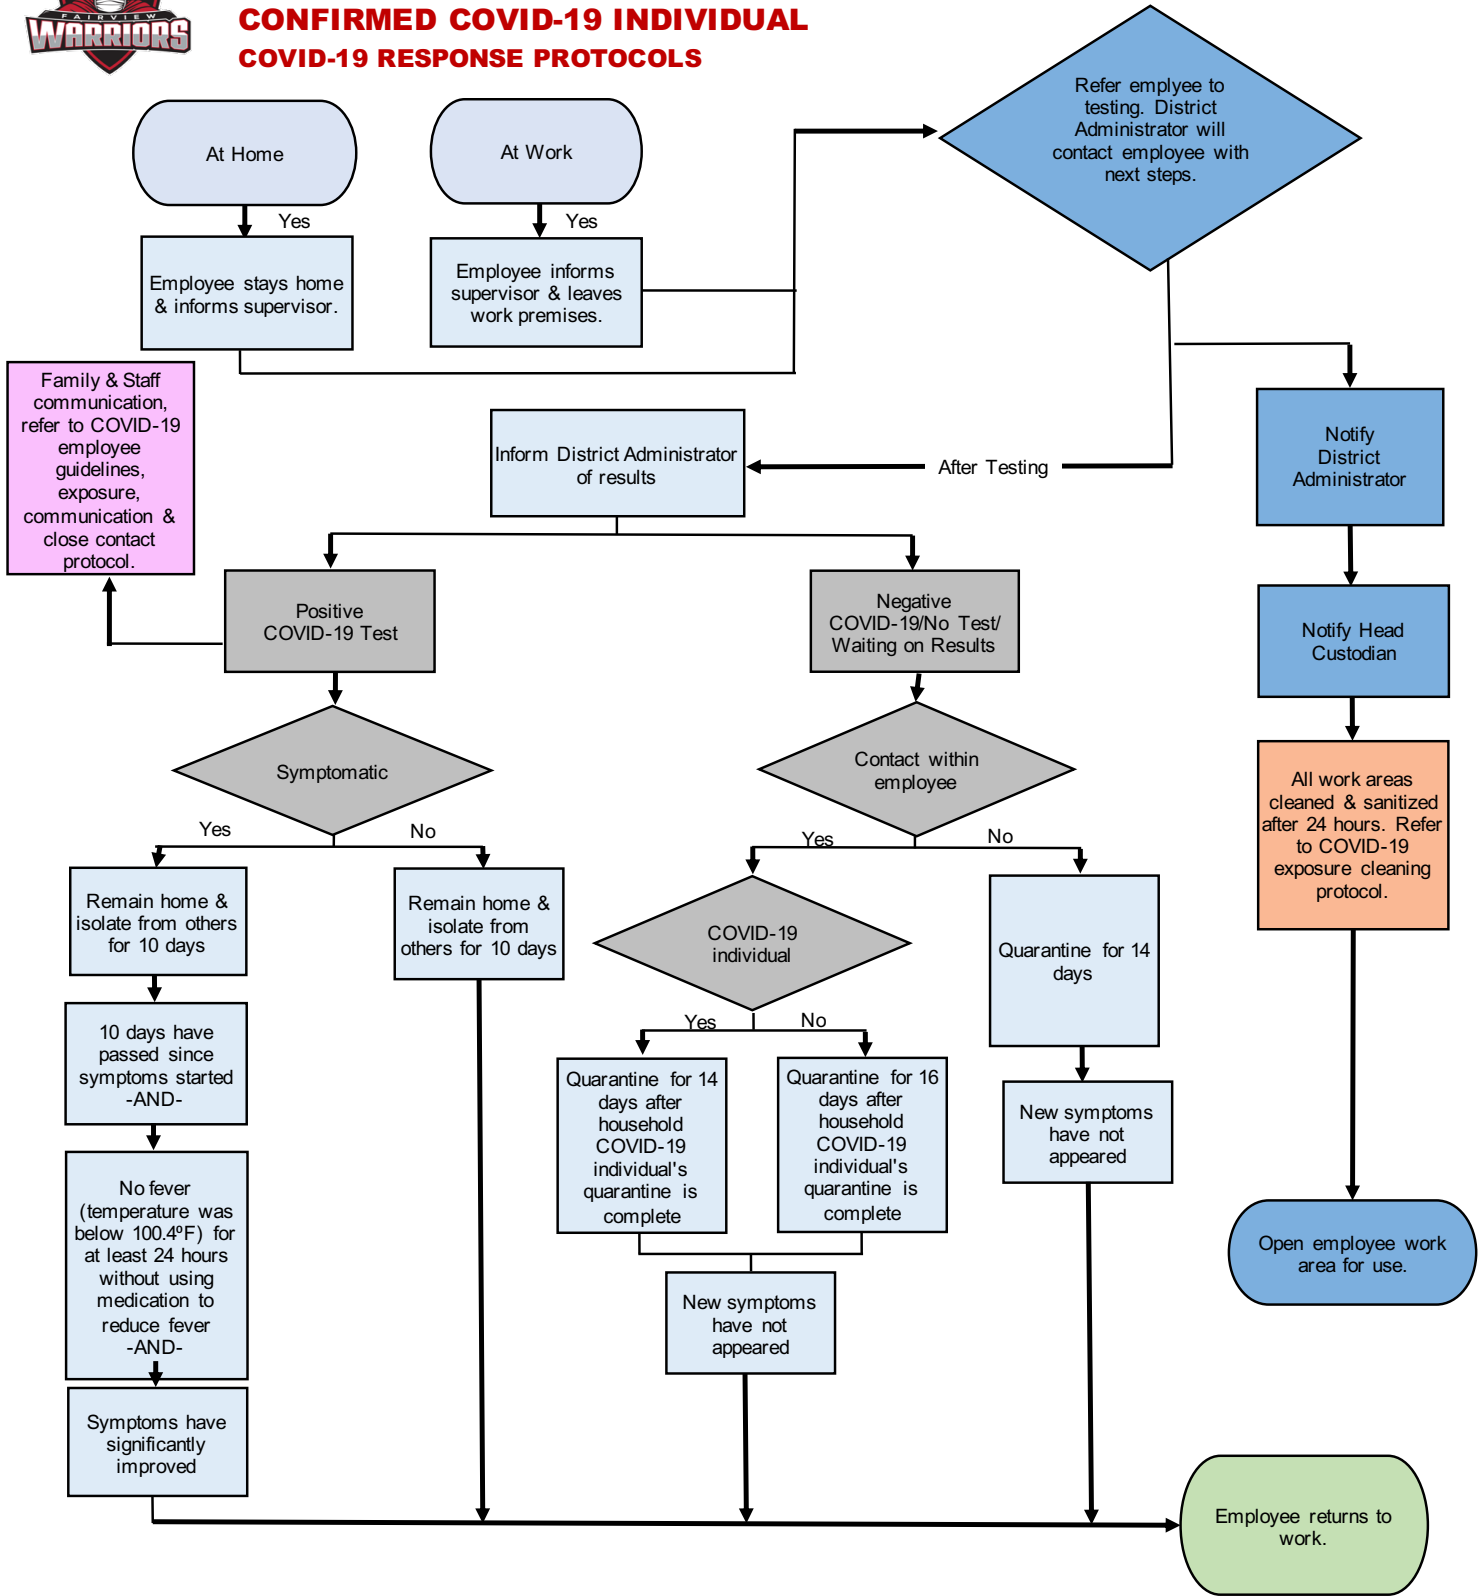 FAIRVIEW
WARRIORS
CONFIRMED COVID-19 INDIVIDUAL
COVID-19 RESPONSE PROTOCOLS
At Home
At Work
Refer emplyee to
testing. District
Administrator will
contact employee with
next steps.
Yes
Yes
Employee stays home
& informs supervisor.
Employee informs
supervisor & leaves
work premises.
Family & Staff
communication,
refer to COVID-19
employee
guidelines,
exposure,
communication &
close contact
protocol.
Inform District Administrator
of results
After Testing
Notify
District
Administrator
Positive
COVID-19 Test
Negative
COVID-19/No Test/
Waiting on Results
Notify Head
Custodian
Symptomatic
Contact within
employee
All work areas
cleaned & sanitized
after 24 hours. Refer
to COVID-19
exposure cleaning
protocol.
Yes
No
Yes
No
Remain home &
isolate from others
for 10 days
Remain home &
isolate from
others for 10 days
COVID-19
individual
Quarantine for 14
days
10 days have
passed since
symptoms started
-AND-
Yes
No
Quarantine for 14
days after
household
COVID-19
individual's
quarantine is
complete
Quarantine for 16
days after
household
COVID-19
individual's
quarantine is
complete
New symptoms
have not
appeared
No fever
(temperature was
below 100.4ºF) for
at least 24 hours
without using
medication to
reduce fever
-AND-
New symptoms
have not
appeared
Open employee work
area for use.
Symptoms have
significantly
improved
Employee returns to
work.